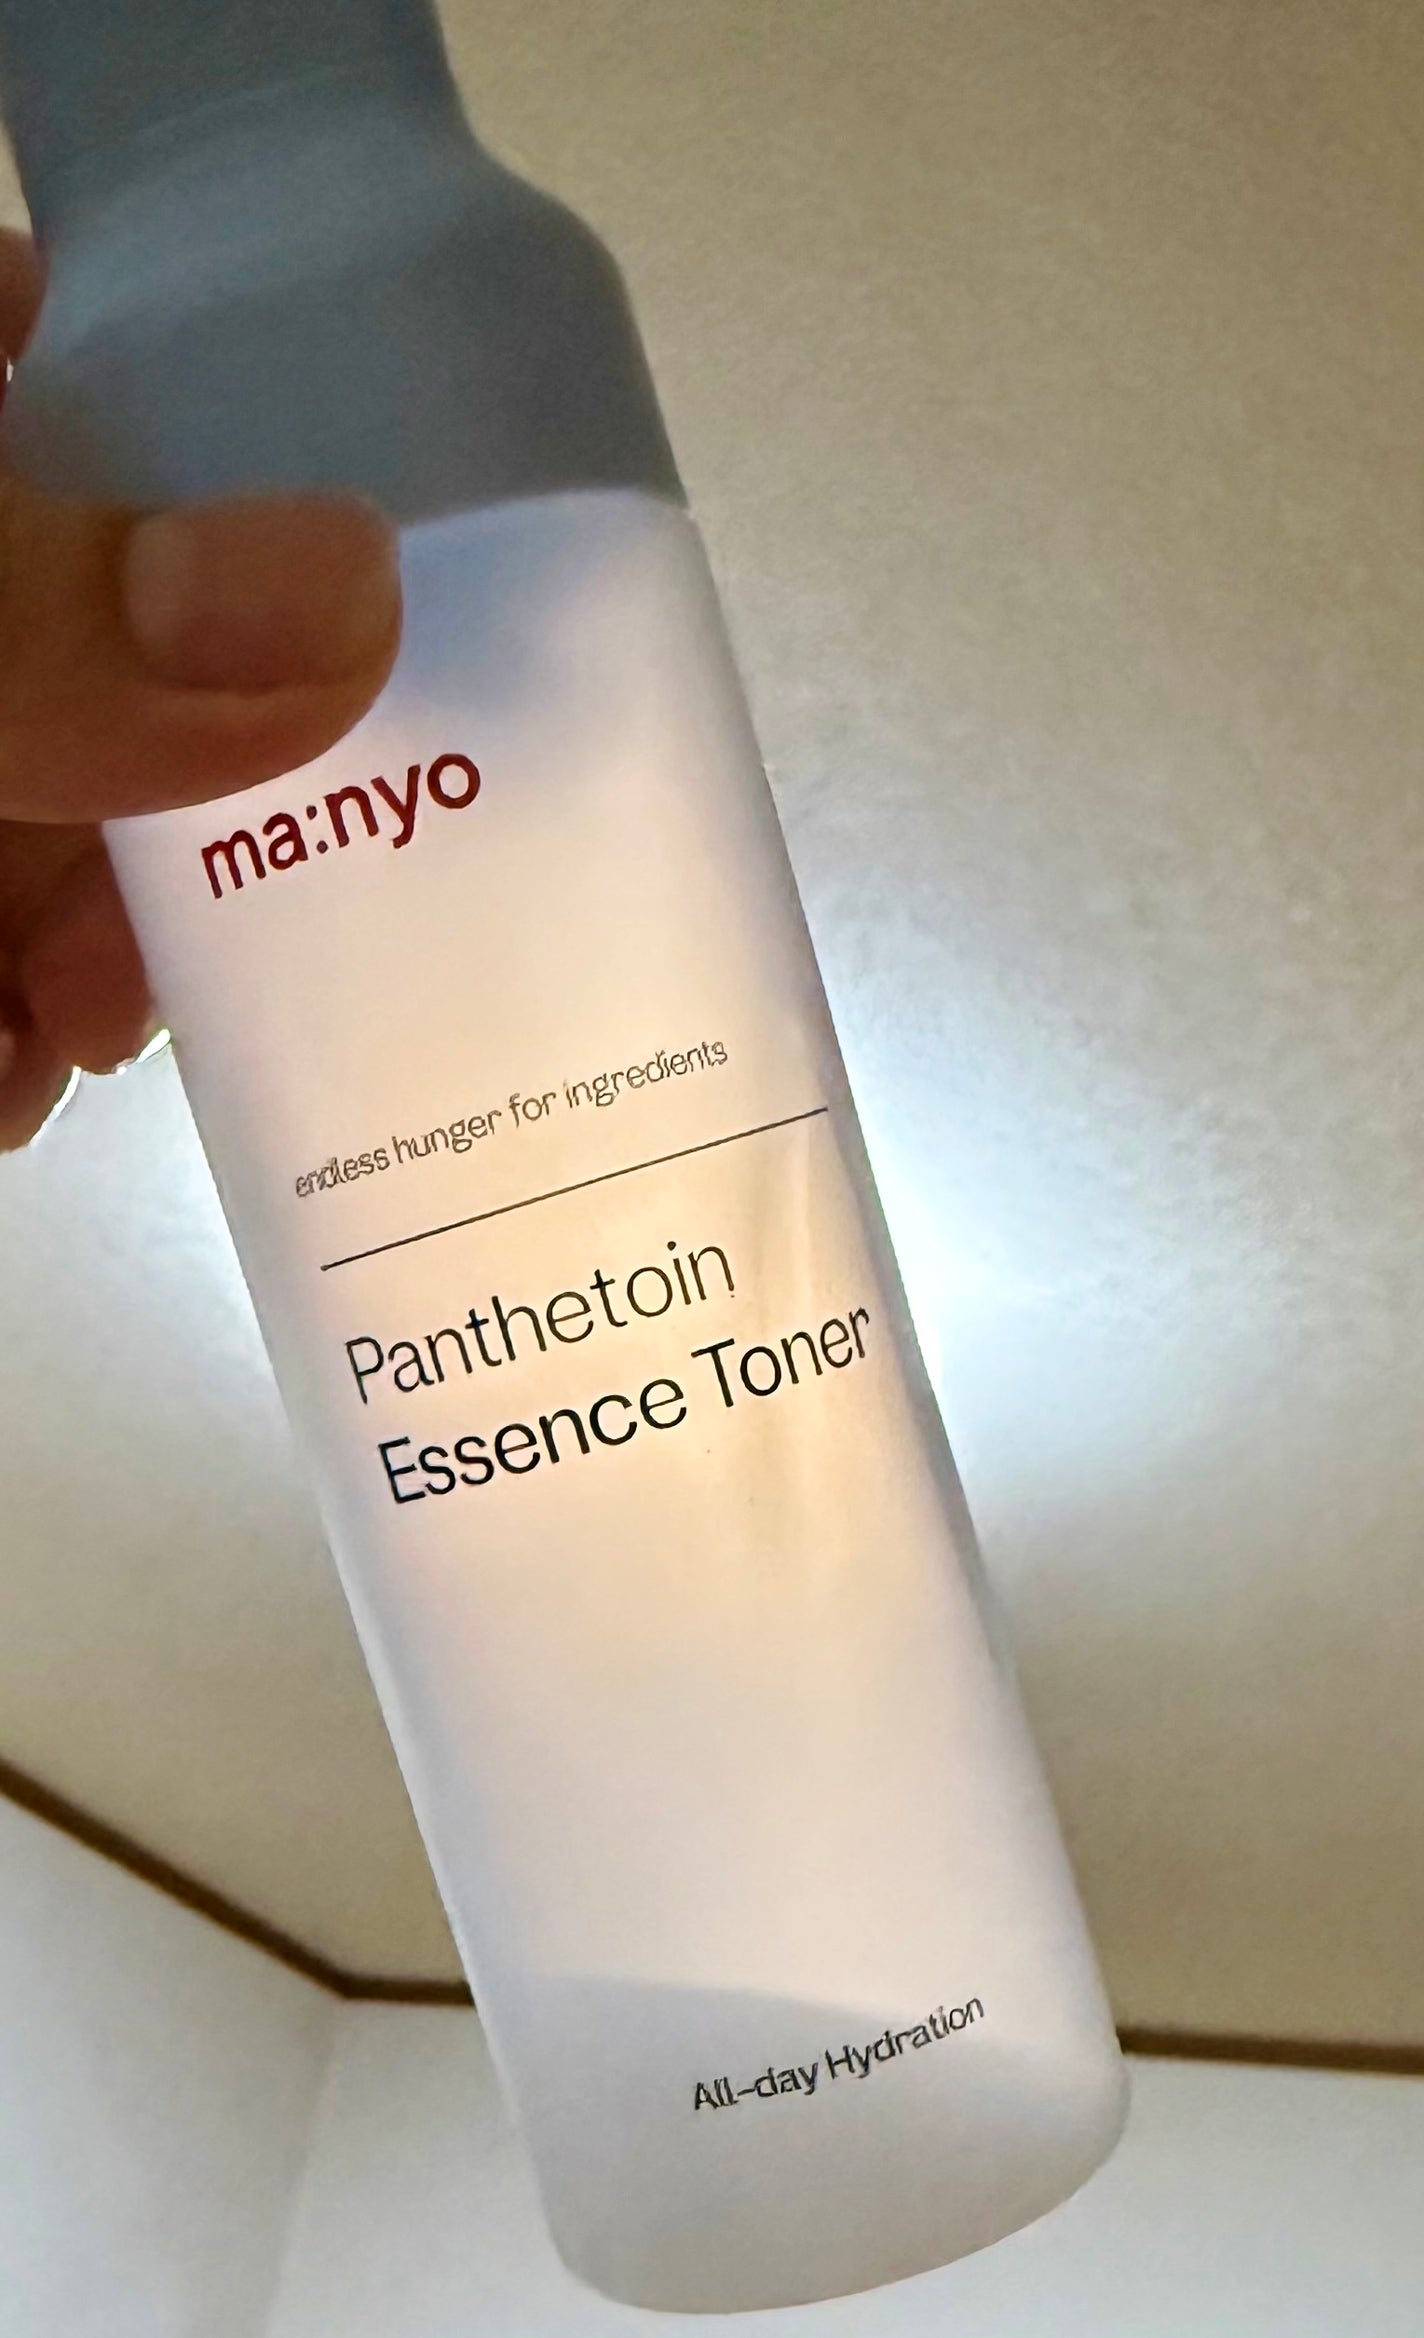 ma:nyo
endless hunger for ingredients
Panthetoin
Essence Toner
All-day Hydration